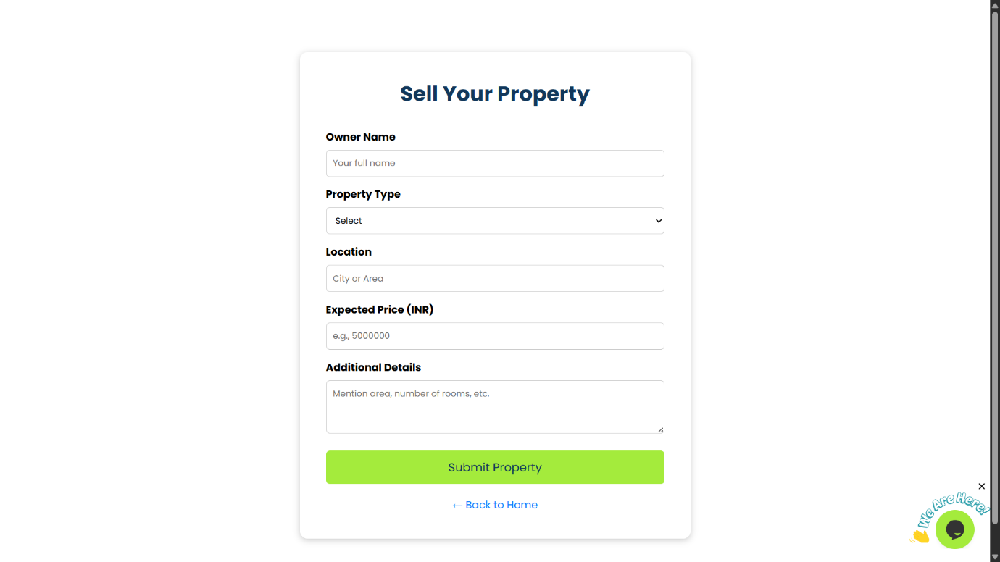 Sell Your Property
Owner Name
Your full name
Property Type
Select
Location
City or Area
Expected Price (INR)
e.g., 5000000
Additional Details
Mention area, number of rooms, etc.
Submit Property
← Back to Home
We Are Here!